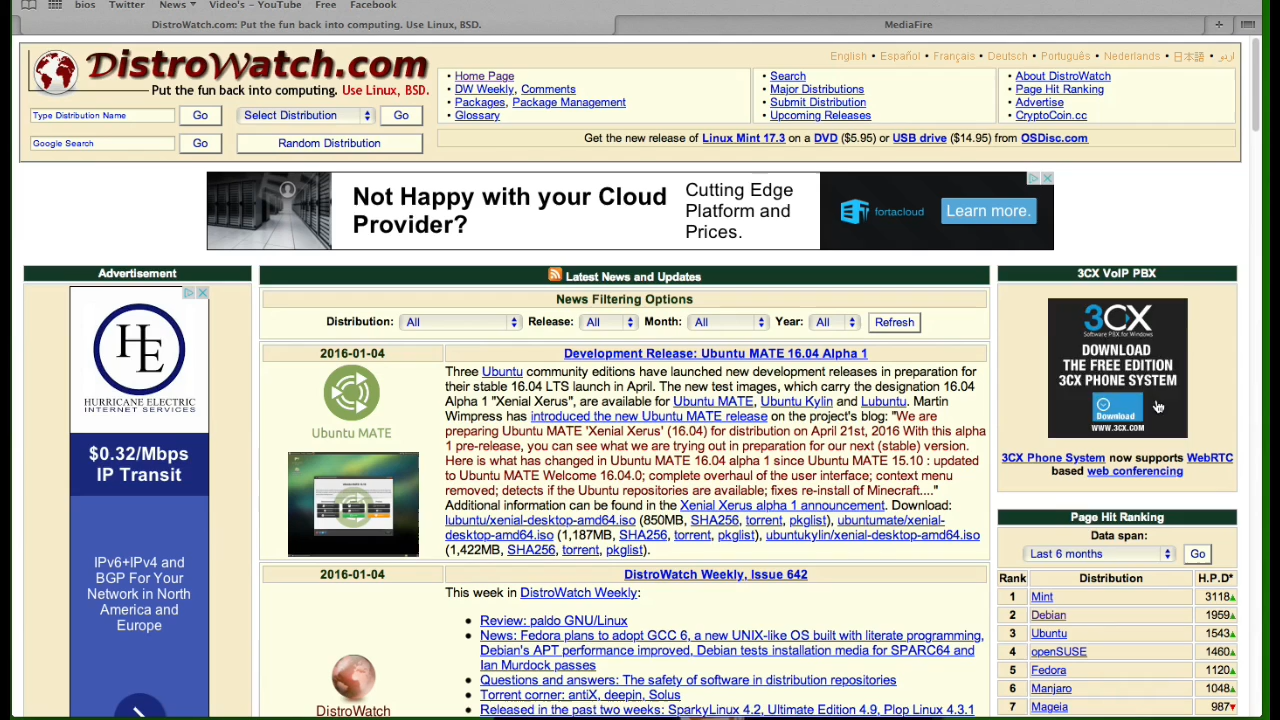 bios Twitter News Video's – YouTube Free Facebook
DistroWatch.com: Put the fun back into computing. Use Linux, BSD. MediaFire
DistroWatch.com
Put the fun back into computing. Use Linux, BSD.
Type Distribution Name Go Select Distribution Go
Google Search Go Random Distribution
English • Español • Français • Deutsch • Português • Nederlands • 日本語 • اردو
• Home Page
• DW Weekly, Comments
• Packages, Package Management
• Glossary
• Search
• Major Distributions
• Submit Distribution
• Upcoming Releases
• About DistroWatch
• Page Hit Ranking
• Advertise
• CryptoCoin.cc
Get the new release of Linux Mint 17.3 on a DVD ($5.95) or USB drive ($14.95) from OSDisc.com
Not Happy with your Cloud
Provider?
Cutting Edge
Platform and
Prices.
fortacloud
Learn more.
Advertisement
HE
HURRICANE ELECTRIC
INTERNET SERVICES
$0.32/Mbps
IP Transit
IPv6+IPv4 and
BGP For Your
Network in North
America and
Europe
Latest News and Updates
News Filtering Options
Distribution: All Release: All Month: All Year: All Refresh
2016-01-04 Development Release: Ubuntu MATE 16.04 Alpha 1
Ubuntu MATE
Three Ubuntu community editions have launched new development releases in preparation for
their stable 16.04 LTS launch in April. The new test images, which carry the designation 16.04
Alpha 1 "Xenial Xerus", are available for Ubuntu MATE, Ubuntu Kylin and Lubuntu. Martin
Wimpress has introduced the new Ubuntu MATE release on the project's blog: "We are
preparing Ubuntu MATE 'Xenial Xerus' (16.04) for distribution on April 21st, 2016 With this alpha
1 pre-release, you can see what we are trying out in preparation for our next (stable) version.
Here is what has changed in Ubuntu MATE 16.04 alpha 1 since Ubuntu MATE 15.10 : updated
to Ubuntu MATE Welcome 16.04.0; complete overhaul of the user interface; context menu
removed; detects if the Ubuntu repositories are available; fixes re-install of Minecraft...."
Additional information can be found in the Xenial Xerus alpha 1 announcement. Download:
lubuntu/xenial-desktop-amd64.iso (850MB, SHA256, torrent, pkglist), ubuntumate/xenial-
desktop-amd64.iso (1,187MB, SHA256, torrent, pkglist), ubuntukylin/xenial-desktop-amd64.iso
(1,422MB, SHA256, torrent, pkglist).
2016-01-04 DistroWatch Weekly, Issue 642
DistroWatch
This week in DistroWatch Weekly:
• Review: paldo GNU/Linux
• News: Fedora plans to adopt GCC 6, a new UNIX-like OS built with literate programming,
Debian's APT performance improved, Debian tests installation media for SPARC64 and
Ian Murdock passes
• Questions and answers: The safety of software in distribution repositories
• Torrent corner: antiX, deepin, Solus
• Released in the past two weeks: SparkyLinux 4.2, Ultimate Edition 4.9, Plop Linux 4.3.1
3CX VoIP PBX
3CX
Software PBX for Windows
DOWNLOAD
THE FREE EDITION
3CX PHONE SYSTEM
Download
WWW.3CX.COM
3CX Phone System now supports WebRTC
based web conferencing
Page Hit Ranking
Data span:
Last 6 months Go
Rank Distribution H.P.D*
1 Mint 3118
2 Debian 1959
3 Ubuntu 1543
4 openSUSE 1460
5 Fedora 1120
6 Manjaro 1048
7 Mageia 987